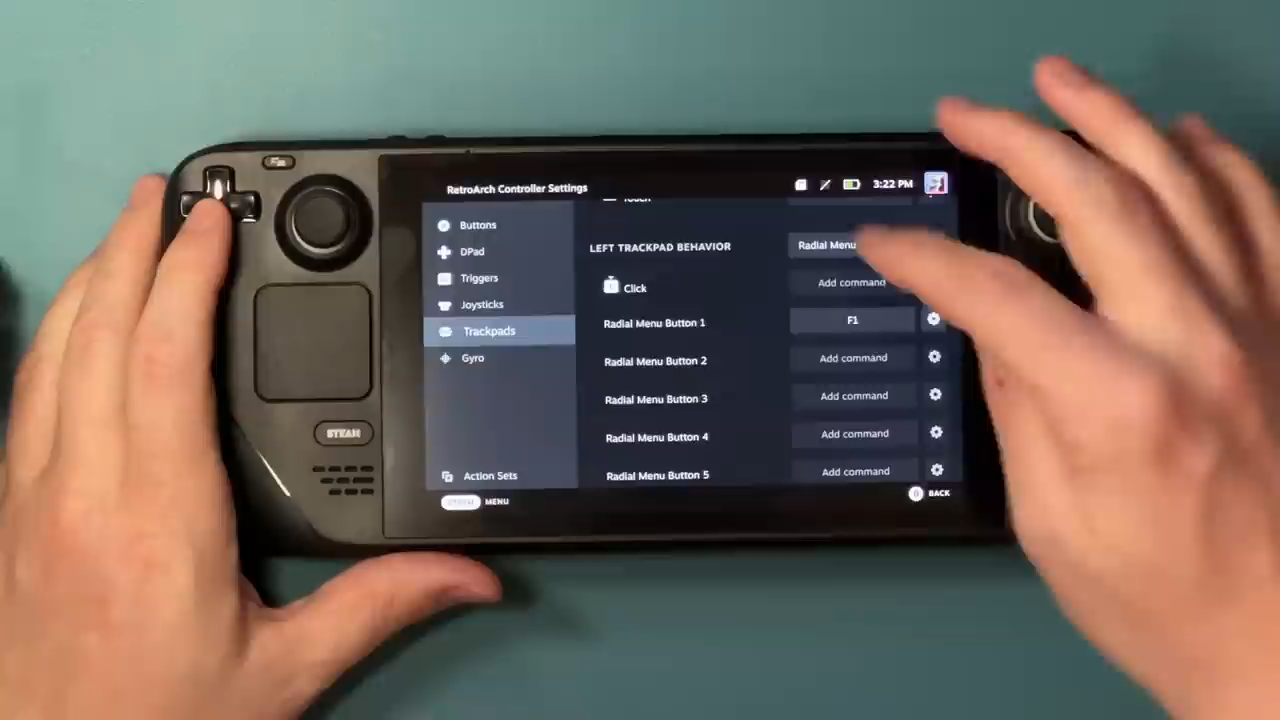 RetroArch Controller Settings
3:22 PM
Buttons
DPad
Triggers
Joysticks
Trackpads
Gyro
Action Sets
Touch
LEFT TRACKPAD BEHAVIOR
Radial Menu
Click
Add command
Radial Menu Button 1
F1
Radial Menu Button 2
Add command
Radial Menu Button 3
Add command
Radial Menu Button 4
Add command
Radial Menu Button 5
Add command
STEAM
MENU
BACK
STEAM